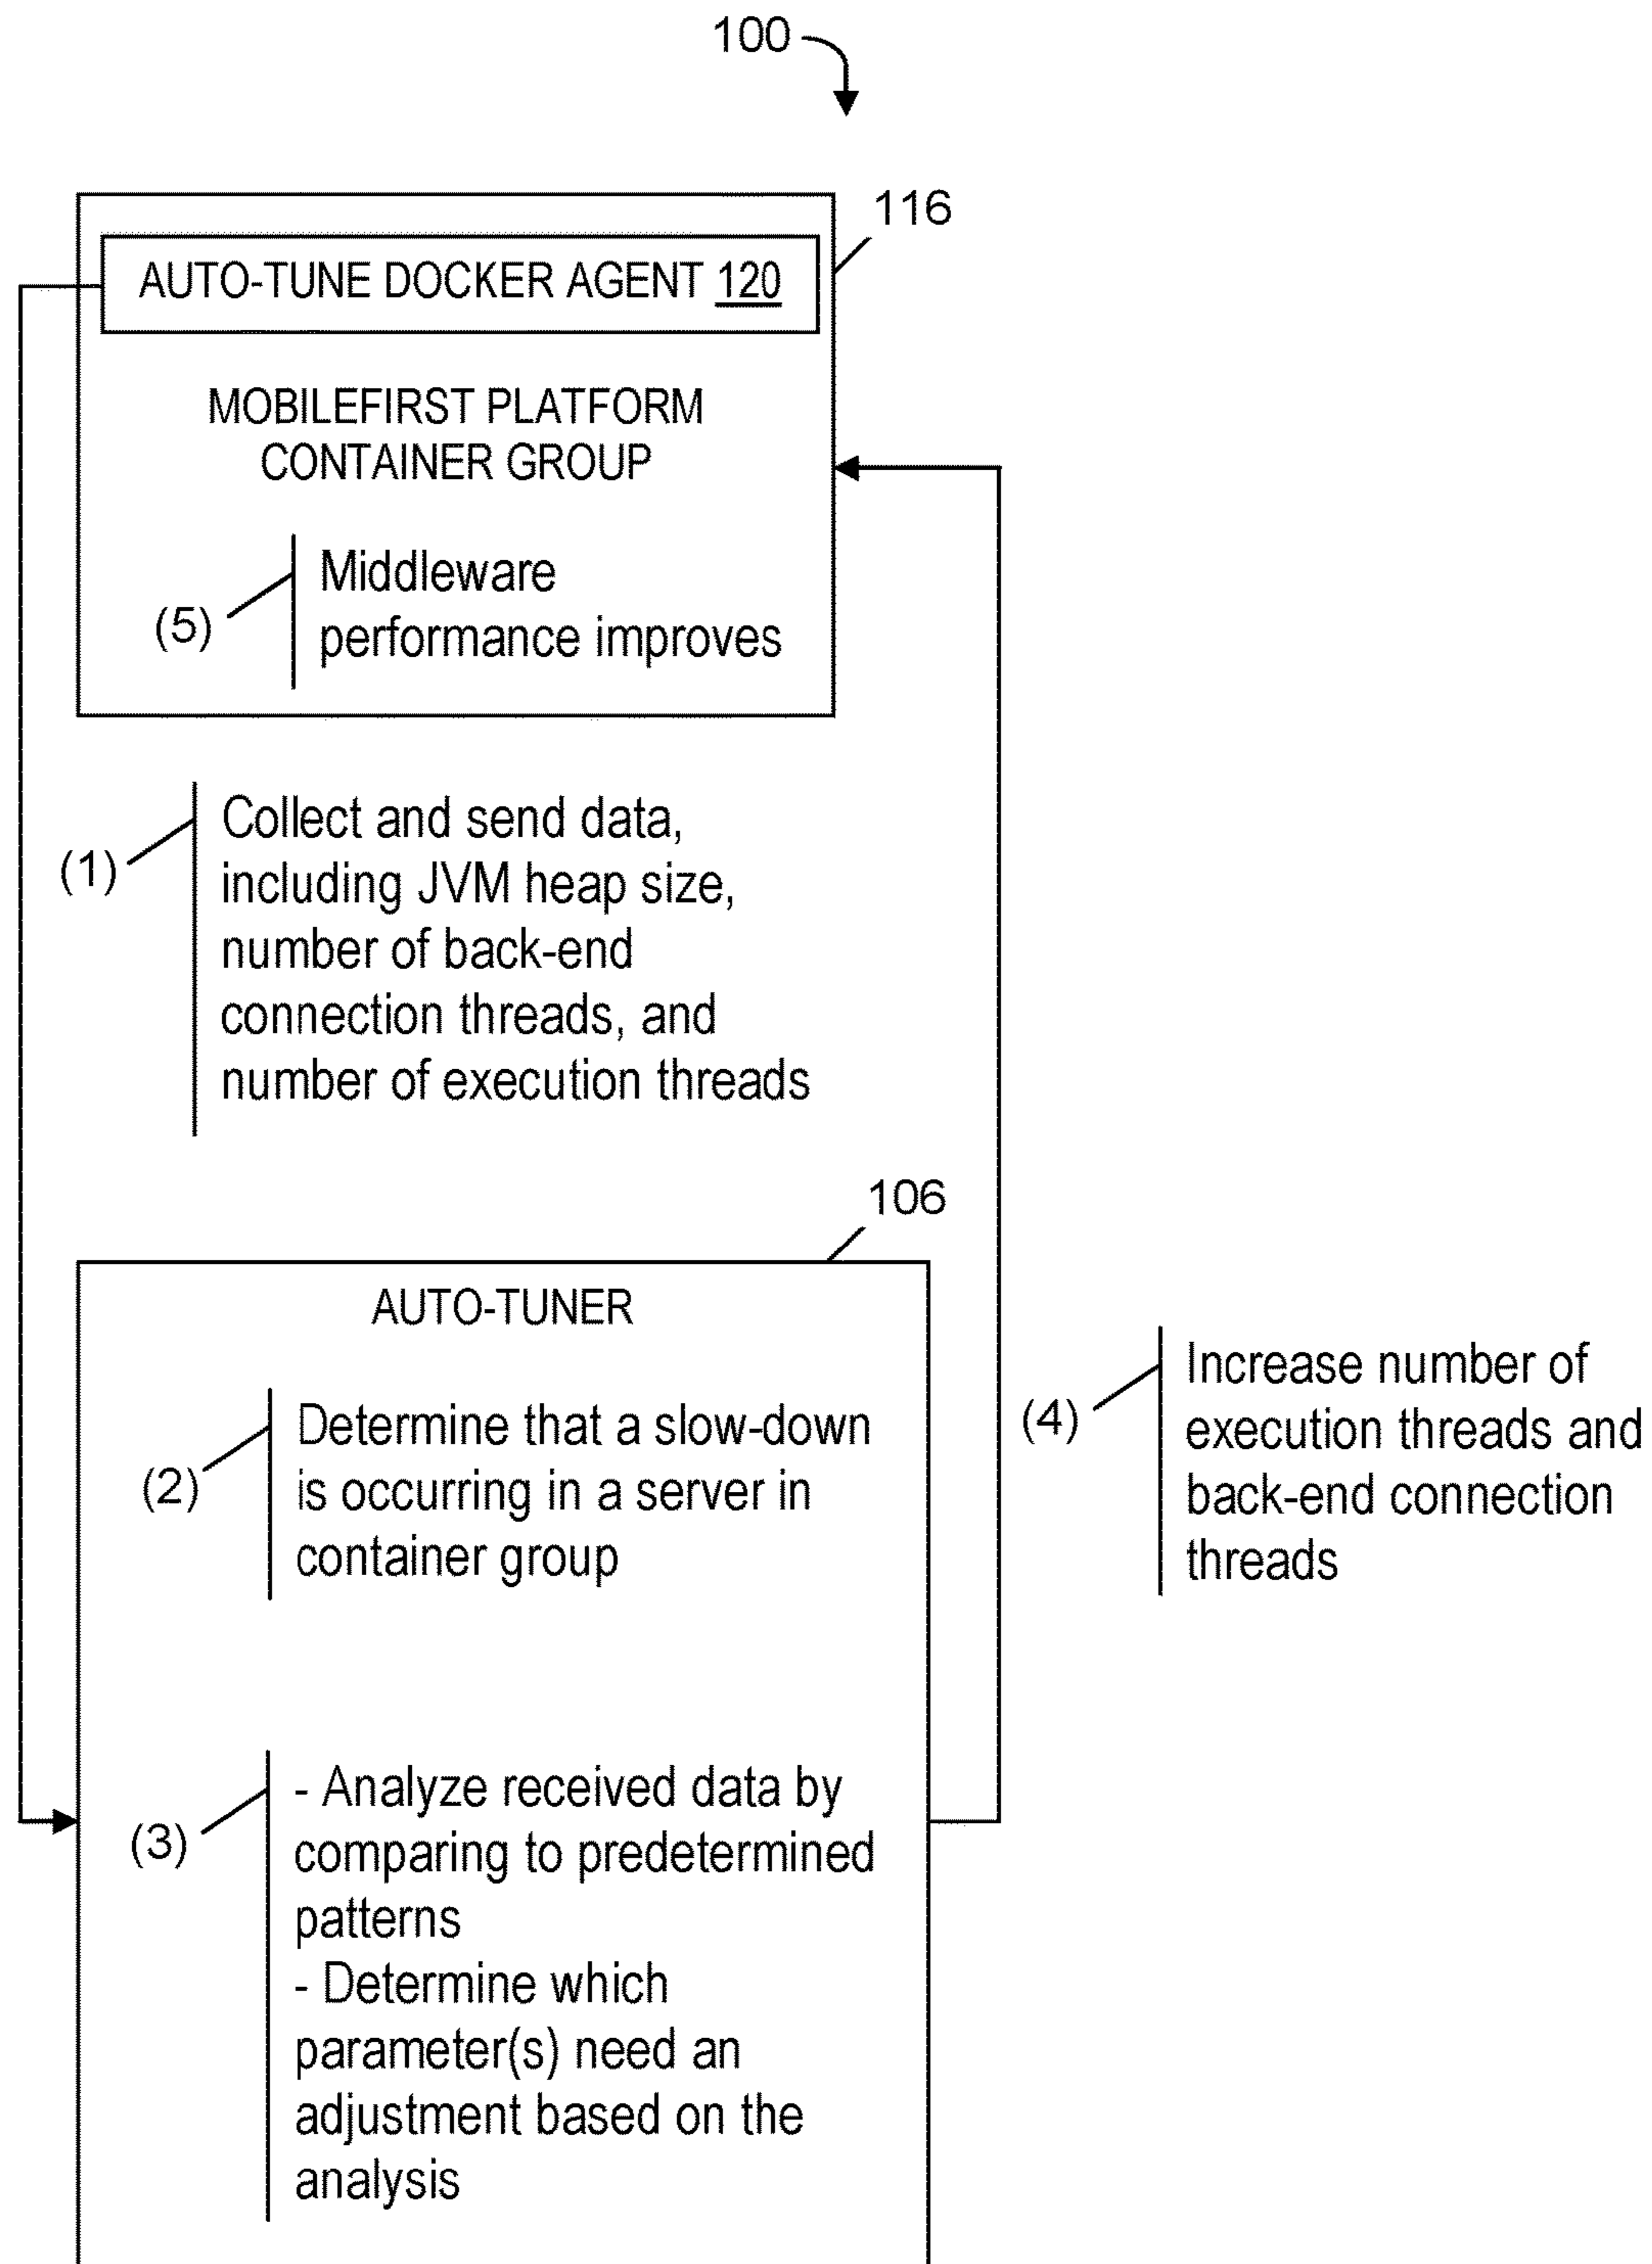 100
116
AUTO-TUNE DOCKER AGENT 120
MOBILEFIRST PLATFORM
CONTAINER GROUP
(5)
Middleware
performance improves
(1)
Collect and send data,
including JVM heap size,
number of back-end
connection threads, and
number of execution threads
106
AUTO-TUNER
(2)
Determine that a slow-down
is occurring in a server in
container group
(4)
Increase number of
execution threads and
back-end connection
threads
(3)
- Analyze received data by
comparing to predetermined
patterns
- Determine which
parameter(s) need an
adjustment based on the
analysis